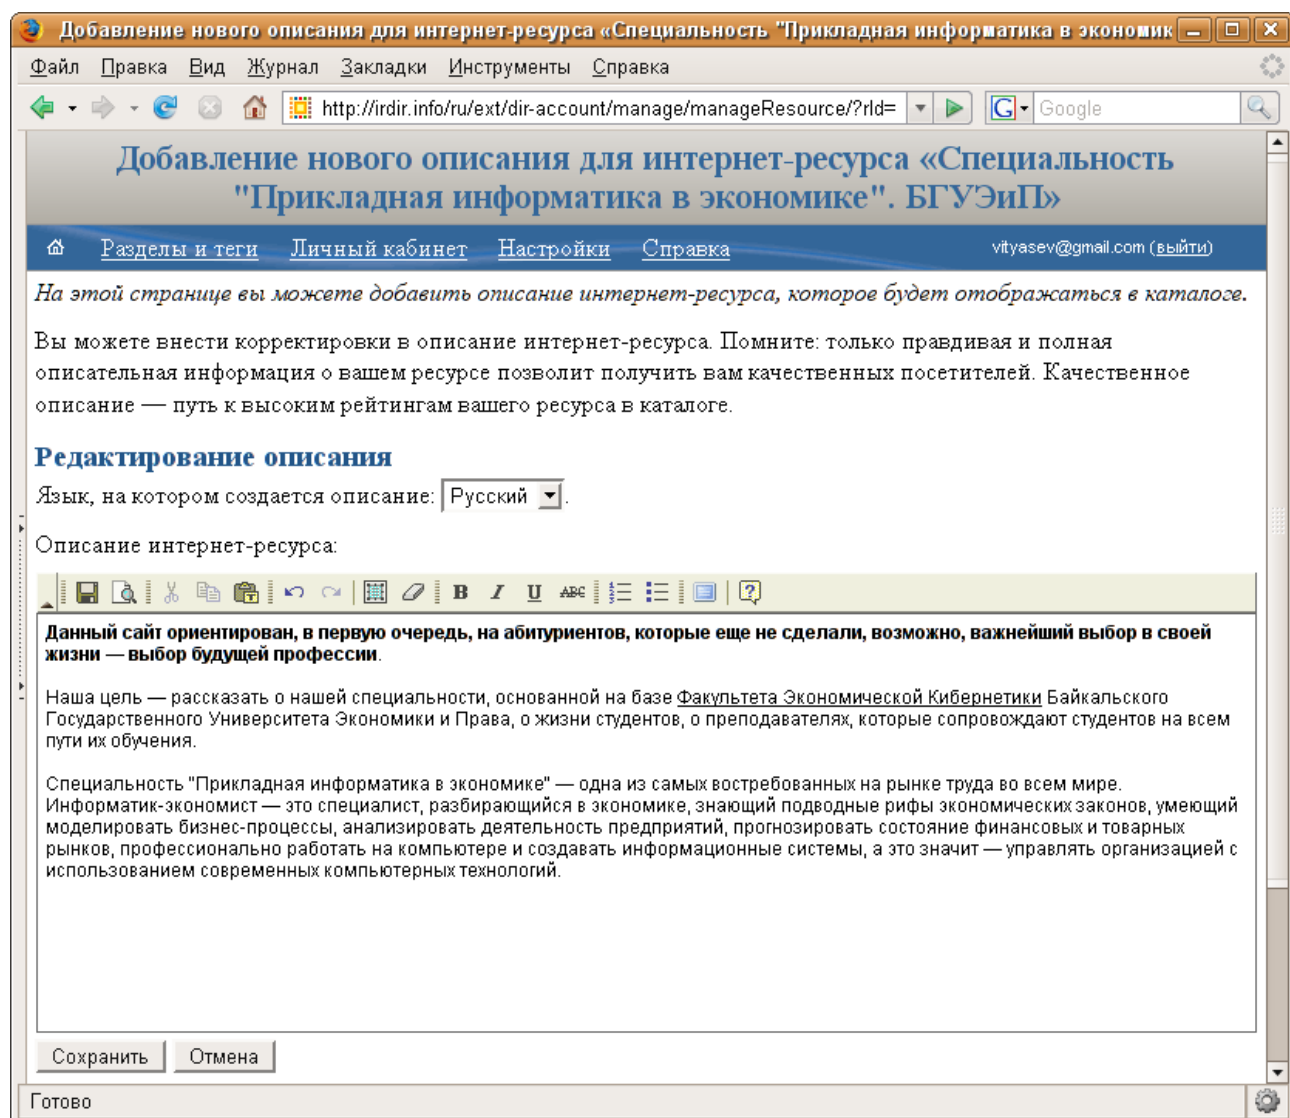 Добавление нового описания для интернет-ресурса «Специальность "Прикладная информатика в экономик
Файл Правка Вид Журнал Закладки Инструменты Справка
http://irdir.info/ru/ext/dir-account/manage/manageResource/?rId= G Google
Добавление нового описания для интернет-ресурса «Специальность
"Прикладная информатика в экономике". БГУЭиП»
Разделы и теги Личный кабинет Настройки Справка vityasev@gmail.com (выйти)
На этой странице вы можете добавить описание интернет-ресурса, которое будет отображаться в каталоге.
Вы можете внести корректировки в описание интернет-ресурса. Помните: только правдивая и полная
описательная информация о вашем ресурсе позволит получить вам качественных посетителей. Качественное
описание — путь к высоким рейтингам вашего ресурса в каталоге.
Редактирование описания
Язык, на котором создается описание: Русский .
Описание интернет-ресурса:
B I U ABC
Данный сайт ориентирован, в первую очередь, на абитуриентов, которые еще не сделали, возможно, важнейший выбор в своей
жизни — выбор будущей профессии.
Наша цель — рассказать о нашей специальности, основанной на базе Факультета Экономической Кибернетики Байкальского
Государственного Университета Экономики и Права, о жизни студентов, о преподавателях, которые сопровождают студентов на всем
пути их обучения.
Специальность "Прикладная информатика в экономике" — одна из самых востребованных на рынке труда во всем мире.
Информатик-экономист — это специалист, разбирающийся в экономике, знающий подводные рифы экономических законов, умеющий
моделировать бизнес-процессы, анализировать деятельность предприятий, прогнозировать состояние финансовых и товарных
рынков, профессионально работать на компьютере и создавать информационные системы, а это значит — управлять организацией с
использованием современных компьютерных технологий.
Сохранить Отмена
Готово